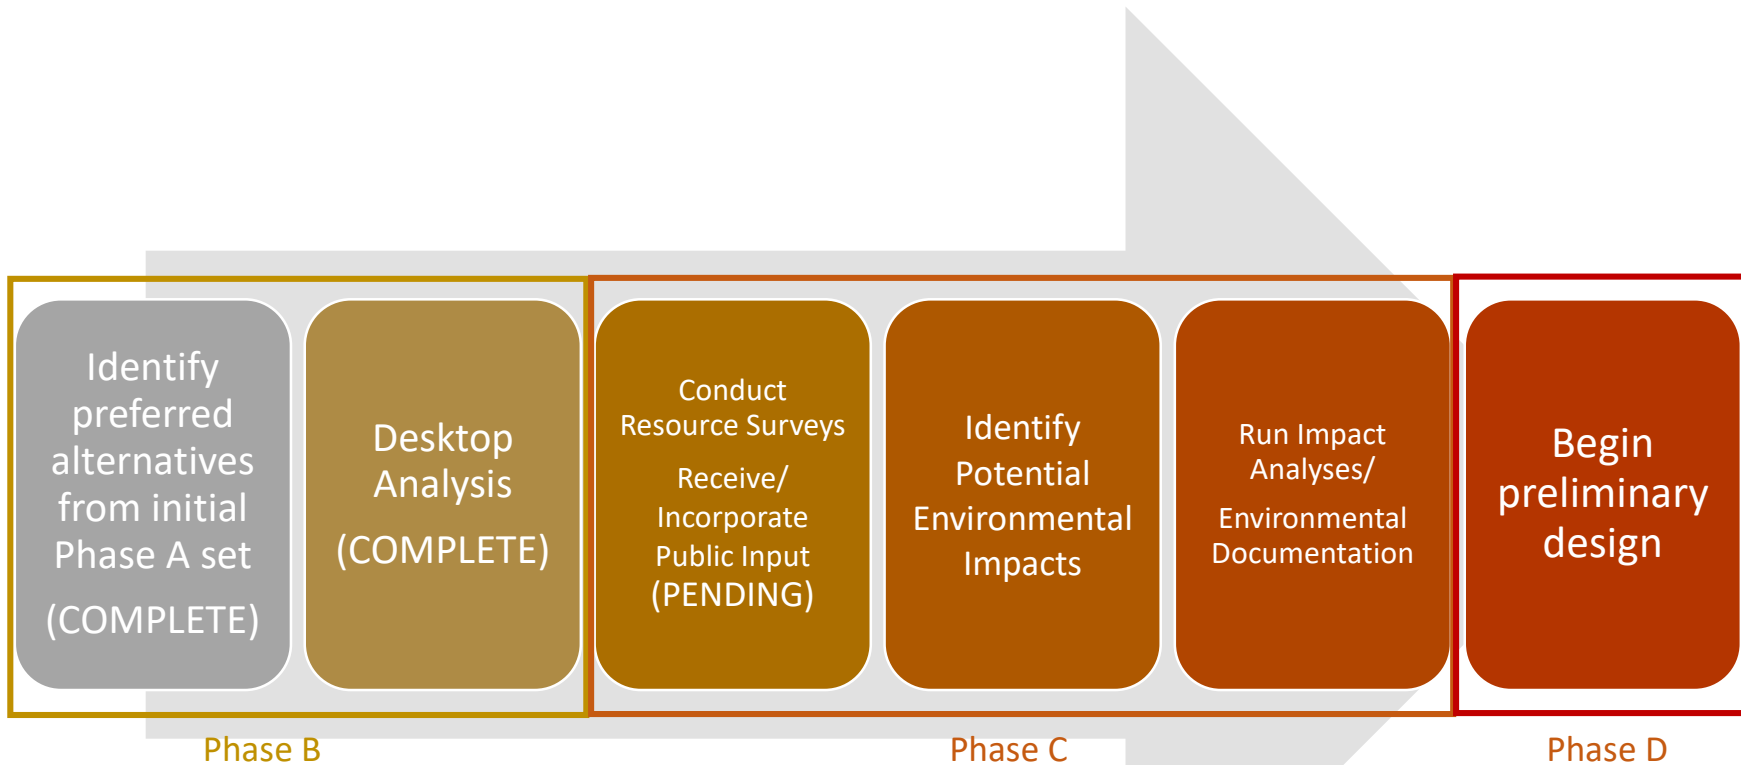 Identify
preferred
alternatives
from initial
Phase A set
(COMPLETE)
Desktop
Analysis
(COMPLETE)
Conduct
Resource Surveys
Receive/
Incorporate
Public Input
(PENDING)
Identify
Potential
Environmental
Impacts
Run Impact
Analyses/
Environmental
Documentation
Begin
preliminary
design
Phase B
Phase C
Phase D